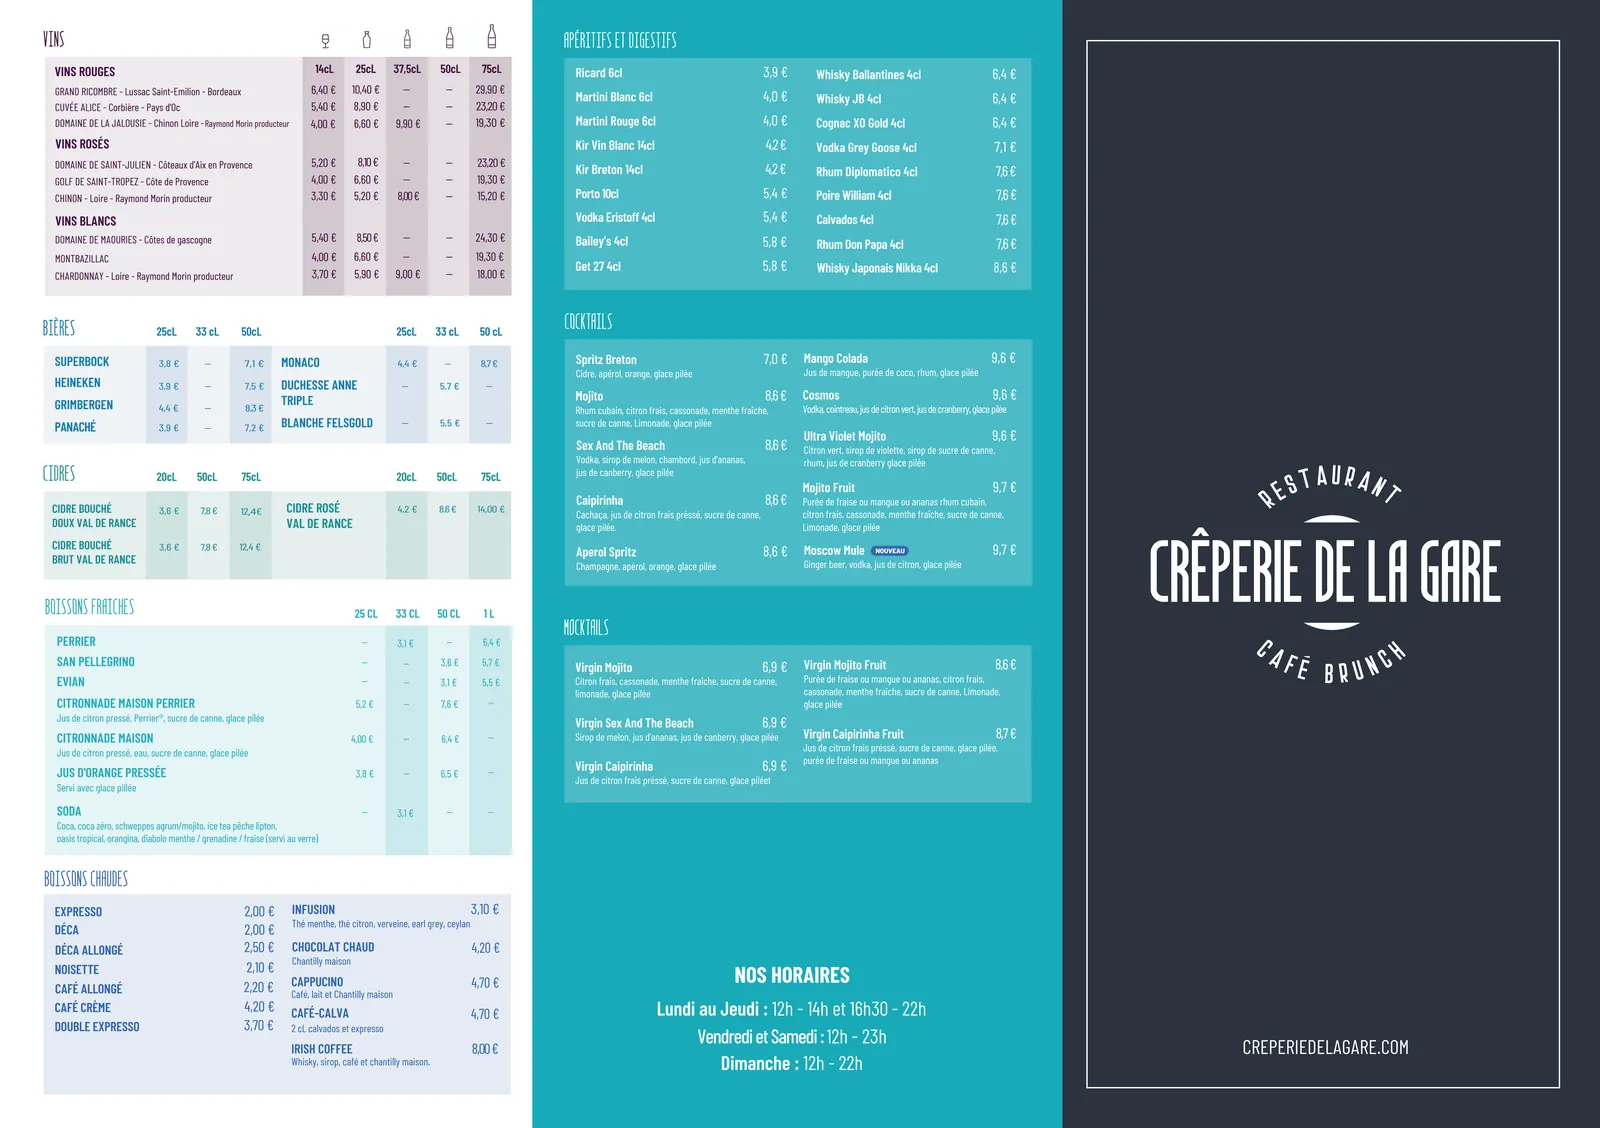 VINS
VINS ROUGES 14cL 25cL 37,5cL 50cL 75cL
GRAND RICOMBRE - Lussac Saint-Emilion - Bordeaux 6,40 € 10,40 € – – 29,90 €
CUVÉE ALICE - Corbière - Pays d'Oc 5,40 € 8,90 € – – 23,20 €
DOMAINE DE LA JALOUSIE - Chinon Loire - Raymond Morin producteur 4,00 € 6,60 € 9,90 € – 19,30 €
VINS ROSÉS
DOMAINE DE SAINT-JULIEN - Côteaux d'Aix en Provence 5,20 € 8,10 € – – 23,20 €
GOLF DE SAINT-TROPEZ - Côte de Provence 4,00 € 6,60 € – – 19,30 €
CHINON - Loire - Raymond Morin producteur 3,30 € 5,20 € 8,00 € – 15,20 €
VINS BLANCS
DOMAINE DE MAOURIES - Côtes de gascogne 5,40 € 8,50 € – – 24,30 €
MONTBAZILLAC 4,00 € 6,60 € – – 19,30 €
CHARDONNAY - Loire - Raymond Morin producteur 3,70 € 5,90 € 9,00 € – 18,00 €
BIÈRES
25cL 33 cL 50cL
SUPERBOCK 3,8 € – 7,1 €
HEINEKEN 3,9 € – 7,5 €
GRIMBERGEN 4,4 € – 8,3 €
PANACHÉ 3,9 € – 7,2 €
25cL 33 cL 50 cL
MONACO 4,4 € – 8,7 €
DUCHESSE ANNE – 5,7 € –
TRIPLE
BLANCHE FELSGOLD – 5,5 € –
CIDRES
20cL 50cL 75cL
CIDRE BOUCHÉ 3,6 € 7,8 € 12,4€
DOUX VAL DE RANCE
CIDRE BOUCHÉ 3,6 € 7,8 € 12,4 €
BRUT VAL DE RANCE
20cL 50cL 75cL
CIDRE ROSÉ 4,2 € 8,6 € 14,00 €
VAL DE RANCE
BOISSONS FRAICHES
25 CL 33 CL 50 CL 1 L
PERRIER – 3,1 € – 6,4 €
SAN PELLEGRINO – – 3,6 € 5,7 €
EVIAN – – 3,1 € 5,5 €
CITRONNADE MAISON PERRIER 5,2 € – 7,6 € –
Jus de citron pressé, Perrier®, sucre de canne, glace pilée
CITRONNADE MAISON 4,00 € – 6,4 € –
Jus de citron pressé, eau, sucre de canne, glace pilée
JUS D'ORANGE PRESSÉE 3,8 € – 6,5 € –
Servi avec glace pillée
SODA – 3,1 € – –
Coca, coca zéro, schweppes agrum/mojito, ice tea pêche lipton,
oasis tropical, orangina, diabolo menthe / grenadine / fraise (servi au verre)
BOISSONS CHAUDES
EXPRESSO 2,00 €
DÉCA 2,00 €
DÉCA ALLONGÉ 2,50 €
NOISETTE 2,10 €
CAFÉ ALLONGÉ 2,20 €
CAFÉ CRÈME 4,20 €
DOUBLE EXPRESSO 3,70 €
INFUSION 3,10 €
Thé menthe, thé citron, verveine, earl grey, ceylan
CHOCOLAT CHAUD 4,20 €
Chantilly maison
CAPPUCINO 4,70 €
Café, lait et Chantilly maison
CAFÉ-CALVA 4,70 €
2 cL calvados et expresso
IRISH COFFEE 8,00 €
Whisky, sirop, café et chantilly maison.
APÉRITIFS ET DIGESTIFS
Ricard 6cl 3,9 €
Martini Blanc 6cl 4,0 €
Martini Rouge 6cl 4,0 €
Kir Vin Blanc 14cl 4,2 €
Kir Breton 14cl 4,2 €
Porto 10cl 5,4 €
Vodka Eristoff 4cl 5,4 €
Bailey's 4cl 5,8 €
Get 27 4cl 5,8 €
Whisky Ballantines 4cl 6,4 €
Whisky JB 4cl 6,4 €
Cognac XO Gold 4cl 6,4 €
Vodka Grey Goose 4cl 7,1 €
Rhum Diplomatico 4cl 7,6 €
Poire William 4cl 7,6 €
Calvados 4cl 7,6 €
Rhum Don Papa 4cl 7,6 €
Whisky Japonais Nikka 4cl 8,6 €
COCKTAILS
Spritz Breton 7,0 €
Cidre, apérol, orange, glace pilée
Mojito 8,6 €
Rhum cubain, citron frais, cassonade, menthe fraîche,
sucre de canne, Limonade, glace pilée
Sex And The Beach 8,6 €
Vodka, sirop de melon, chambord, jus d'ananas,
jus de canberry, glace pilée
Caipirinha 8,6 €
Cachaça, jus de citron frais préssé, sucre de canne,
glace pilée.
Aperol Spritz 8,6 €
Champagne, apérol, orange, glace pilée
Mango Colada 9,6 €
Jus de mangue, purée de coco, rhum, glace pilée
Cosmos 9,6 €
Vodka, cointreau, jus de citron vert, jus de cranberry, glace pilée
Ultra Violet Mojito 9,6 €
Citron vert, sirop de violette, sirop de sucre de canne,
rhum, jus de cranberry glace pilée
Mojito Fruit 9,7 €
Purée de fraise ou mangue ou ananas rhum cubain,
citron frais, cassonade, menthe fraîche, sucre de canne,
Limonade, glace pilée
Moscow Mule NOUVEAU 9,7 €
Ginger beer, vodka, jus de citron, glace pilée
MOCKTAILS
Virgin Mojito 6,9 €
Citron frais, cassonade, menthe fraîche, sucre de canne,
limonade, glace pilée
Virgin Sex And The Beach 6,9 €
Sirop de melon, jus d'ananas, jus de canberry, glace pilée
Virgin Caipirinha 6,9 €
Jus de citron frais préssé, sucre de canne, glace piléet
Virgin Mojito Fruit 8,6 €
Purée de fraise ou mangue ou ananas, citron frais,
cassonade, menthe fraîche, sucre de canne, Limonade,
glace pilée
Virgin Caipirinha Fruit 8,7 €
Jus de citron frais préssé, sucre de canne, glace pilée,
purée de fraise ou mangue ou ananas
NOS HORAIRES
Lundi au Jeudi : 12h - 14h et 16h30 - 22h
Vendredi et Samedi : 12h - 23h
Dimanche : 12h - 22h
RESTAURANT
CRÊPERIE DE LA GARE
CAFÉ BRUNCH
CREPERIEDELAGARE.COM